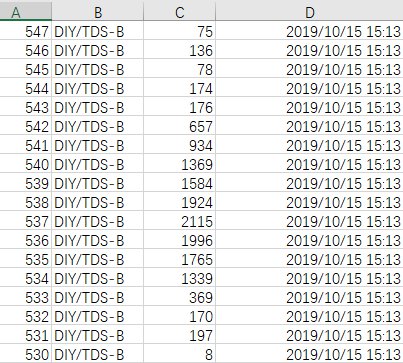 A B C D
547 DIY/TDS-B 75 2019/10/15 15:13
546 DIY/TDS-B 136 2019/10/15 15:13
545 DIY/TDS-B 78 2019/10/15 15:13
544 DIY/TDS-B 174 2019/10/15 15:13
543 DIY/TDS-B 176 2019/10/15 15:13
542 DIY/TDS-B 657 2019/10/15 15:13
541 DIY/TDS-B 934 2019/10/15 15:13
540 DIY/TDS-B 1369 2019/10/15 15:13
539 DIY/TDS-B 1584 2019/10/15 15:13
538 DIY/TDS-B 1924 2019/10/15 15:13
537 DIY/TDS-B 2115 2019/10/15 15:13
536 DIY/TDS-B 1996 2019/10/15 15:13
535 DIY/TDS-B 1765 2019/10/15 15:13
534 DIY/TDS-B 1339 2019/10/15 15:13
533 DIY/TDS-B 369 2019/10/15 15:13
532 DIY/TDS-B 170 2019/10/15 15:13
531 DIY/TDS-B 197 2019/10/15 15:13
530 DIY/TDS-B 8 2019/10/15 15:13